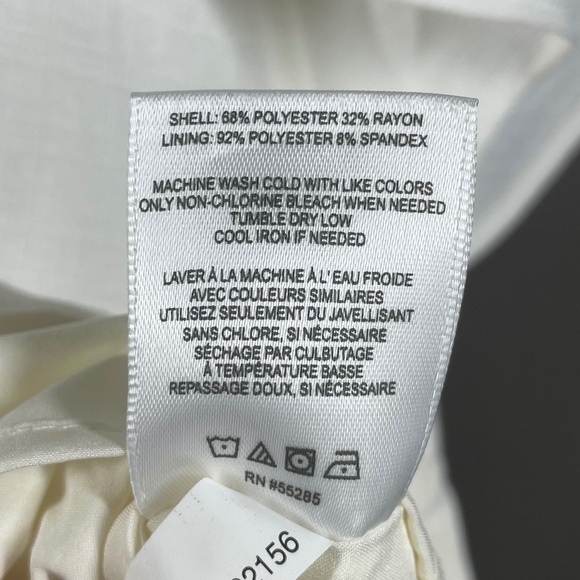 SHELL: 68% POLYESTER 32% RAYON
LINING: 92% POLYESTER 8% SPANDEX
MACHINE WASH COLD WITH LIKE COLORS
ONLY NON-CHLORINE BLEACH WHEN NEEDED
TUMBLE DRY LOW
COOL IRON IF NEEDED
LAVER À LA MACHINE À L'EAU FROIDE
AVEC COULEURS SIMILAIRES
UTILISEZ SEULEMENT DU JAVELLISANT
SANS CHLORE, SI NÉCESSAIRE
SÉCHAGE PAR CULBUTAGE
À TEMPÉRATURE BASSE
REPASSAGE DOUX, SI NÉCESSAIRE
RN #55285
2156